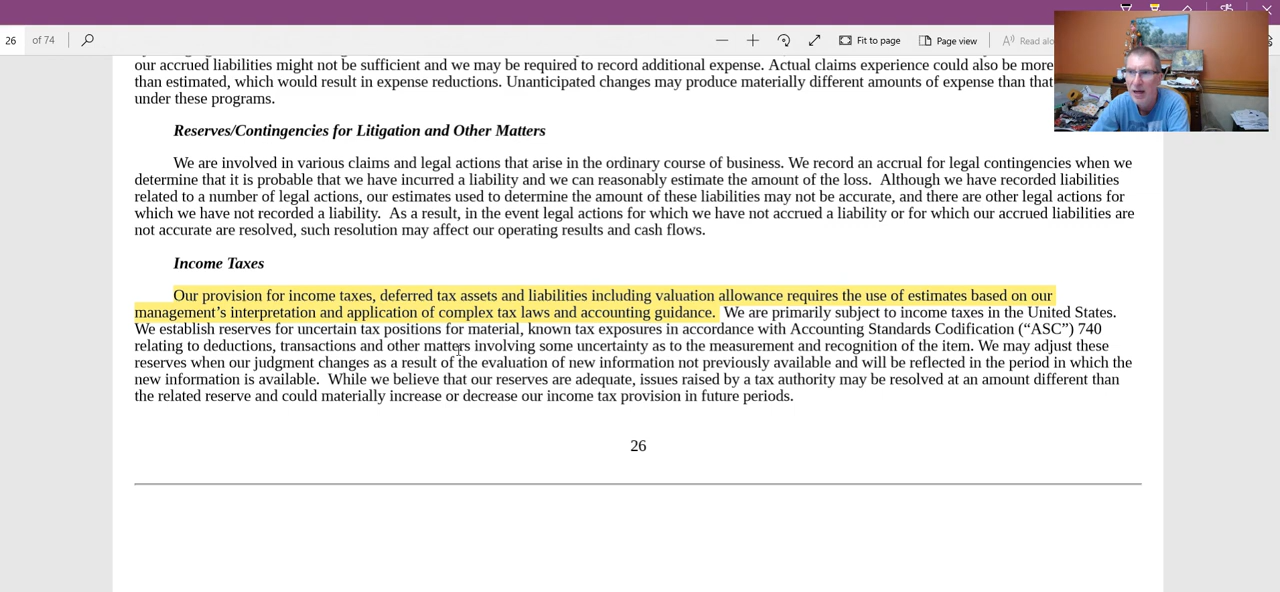 26 of 74 Fit to page Page view Read alo
our accrued liabilities might not be sufficient and we may be required to record additional expense. Actual claims experience could also be more
than estimated, which would result in expense reductions. Unanticipated changes may produce materially different amounts of expense than that
under these programs.
Reserves/Contingencies for Litigation and Other Matters
We are involved in various claims and legal actions that arise in the ordinary course of business. We record an accrual for legal contingencies when we
determine that it is probable that we have incurred a liability and we can reasonably estimate the amount of the loss. Although we have recorded liabilities
related to a number of legal actions, our estimates used to determine the amount of these liabilities may not be accurate, and there are other legal actions for
which we have not recorded a liability. As a result, in the event legal actions for which we have not accrued a liability or for which our accrued liabilities are
not accurate are resolved, such resolution may affect our operating results and cash flows.
Income Taxes
Our provision for income taxes, deferred tax assets and liabilities including valuation allowance requires the use of estimates based on our
management’s interpretation and application of complex tax laws and accounting guidance. We are primarily subject to income taxes in the United States.
We establish reserves for uncertain tax positions for material, known tax exposures in accordance with Accounting Standards Codification (“ASC”) 740
relating to deductions, transactions and other matters involving some uncertainty as to the measurement and recognition of the item. We may adjust these
reserves when our judgment changes as a result of the evaluation of new information not previously available and will be reflected in the period in which the
new information is available. While we believe that our reserves are adequate, issues raised by a tax authority may be resolved at an amount different than
the related reserve and could materially increase or decrease our income tax provision in future periods.
26